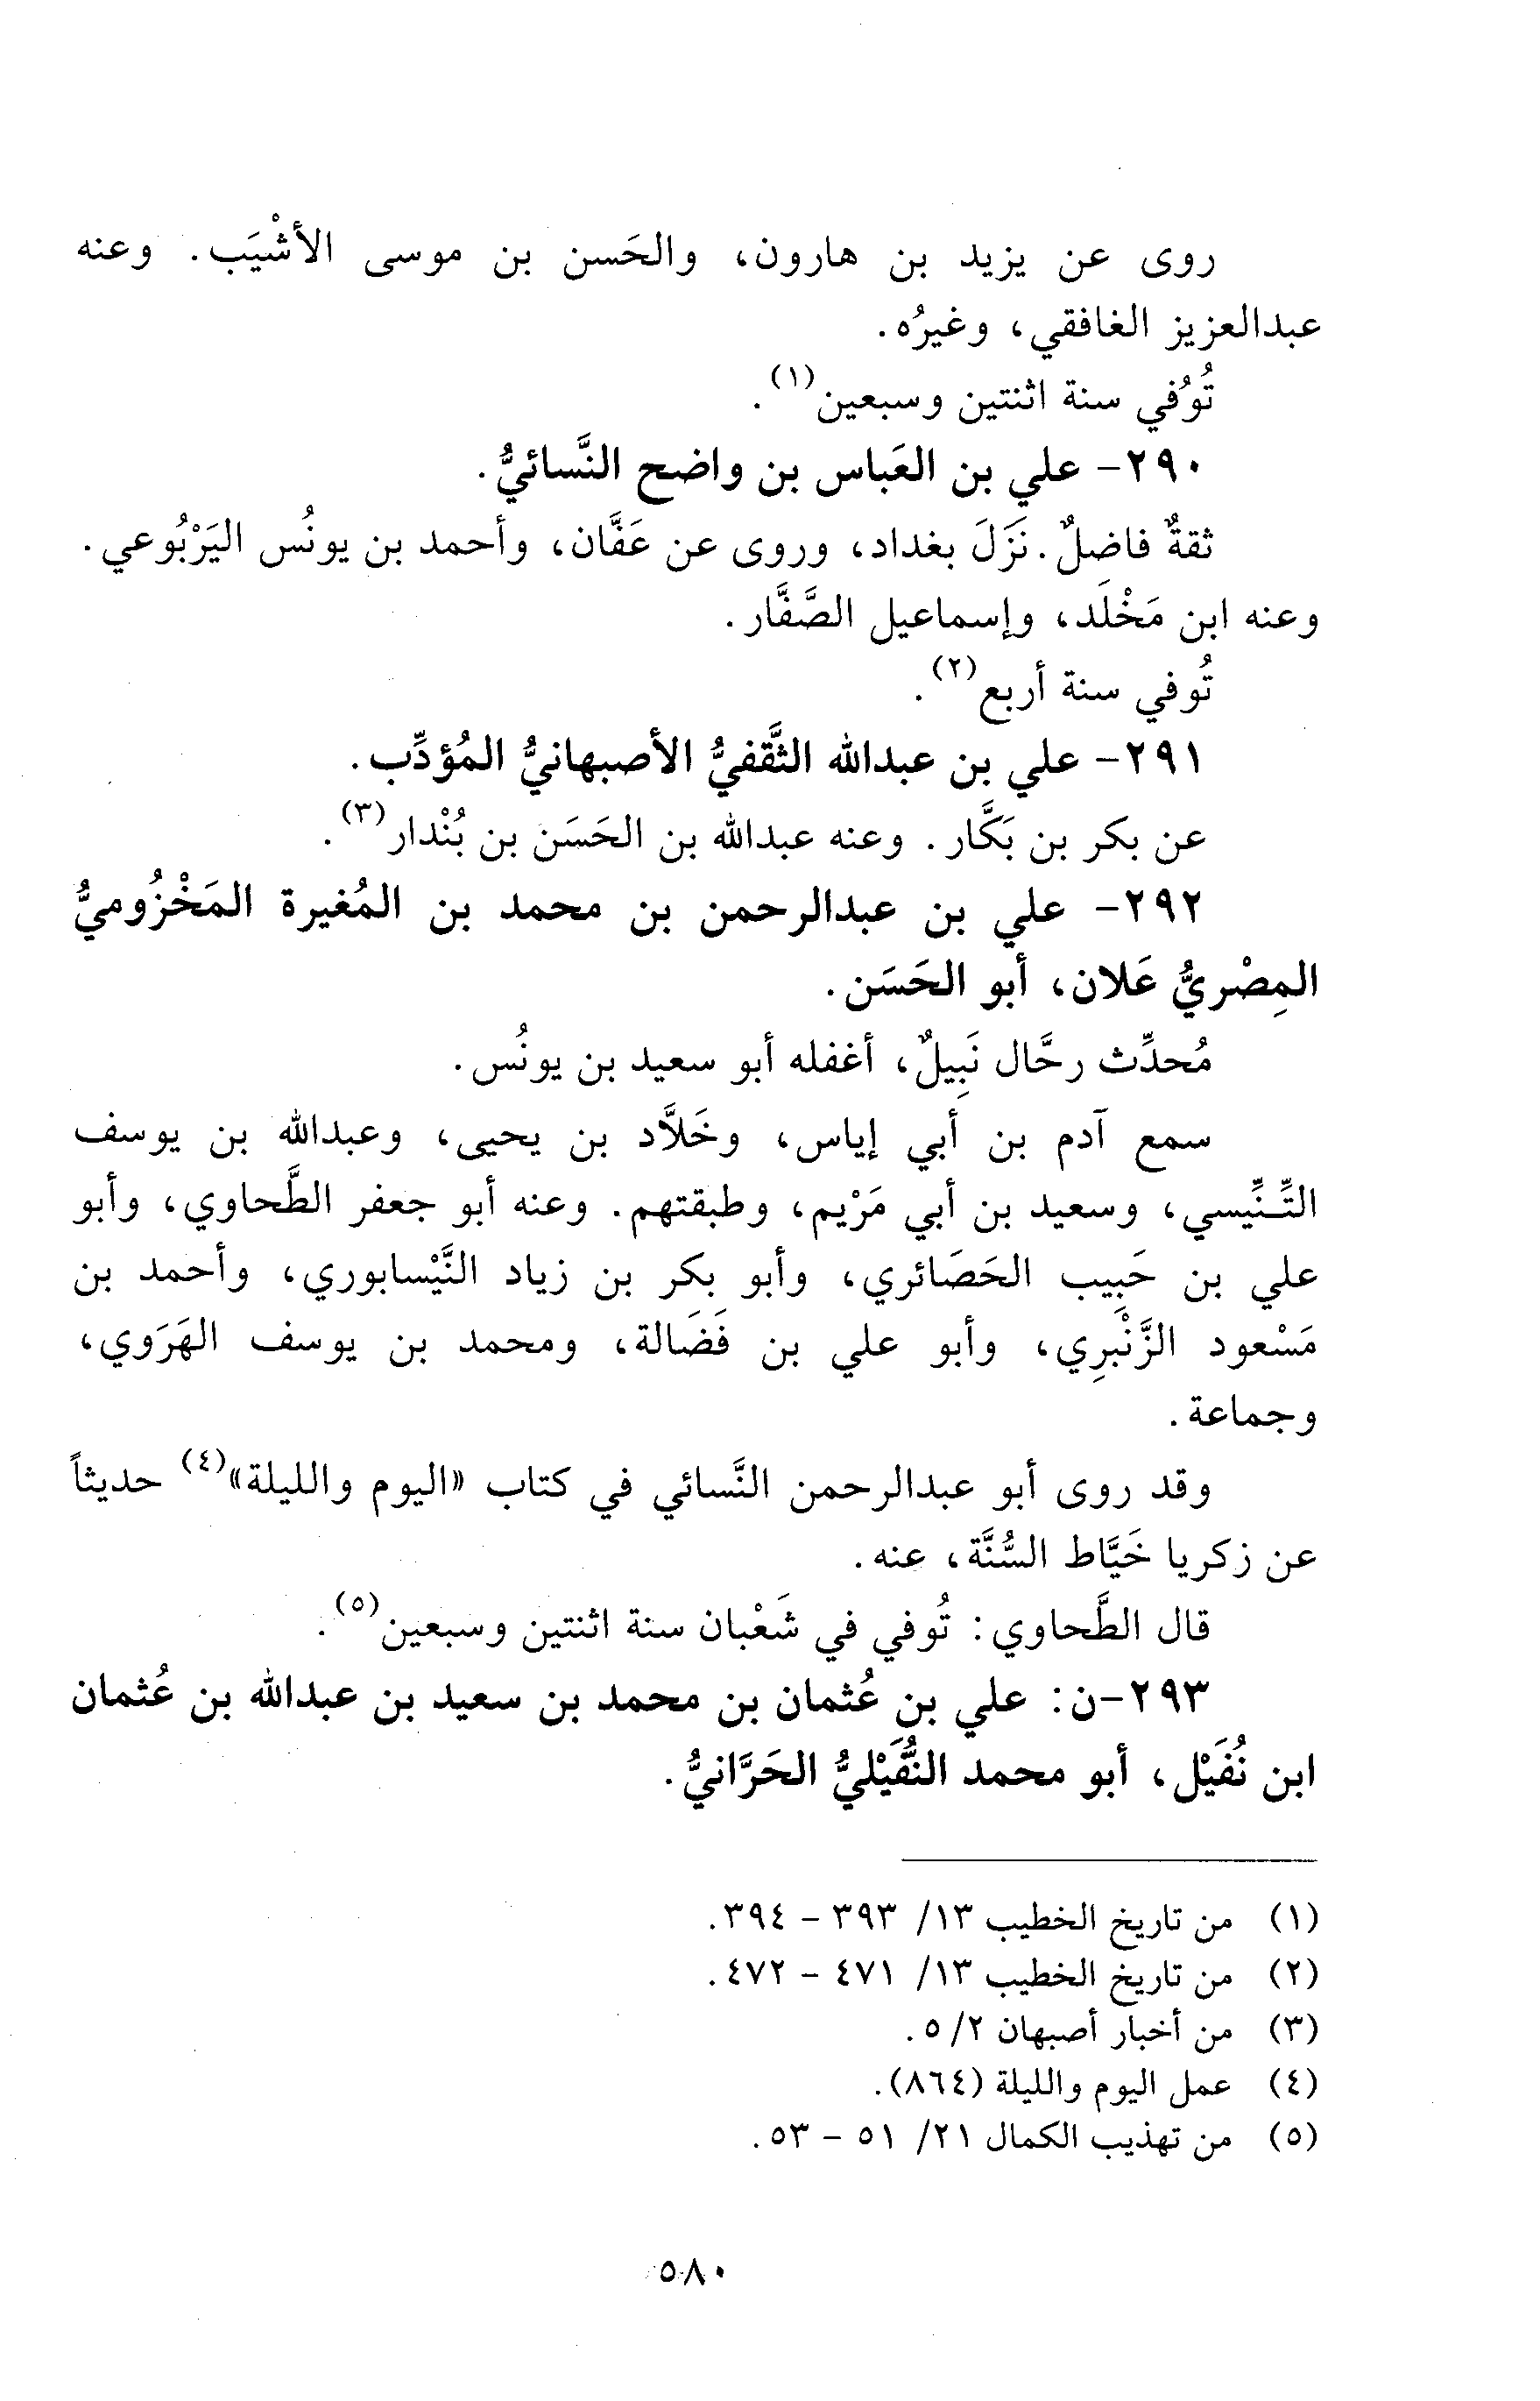 روى عن يزيد بن هارون، والحَسن بن موسى الأشْيَب. وعنه
عبدالعزيز الغافقي، وغيرُه.
تُوُفي سنة اثنتين وسبعين(١).
٢٩٠- علي بن العَباس بن واضح النَّسائيُّ.
ثقةٌ فاضلٌ. نَزَلَ بغداد، وروى عن عَفَّان، وأحمد بن يونُس اليَرْبُوعي.
وعنه ابن مَخْلَد، وإسماعيل الصَّفَّار.
تُوفي سنة أربع(٢).
٢٩١- علي بن عبدالله الثَّقفيُّ الأصبهانيُّ المُؤدِّب.
عن بكر بن بَكَّار. وعنه عبدالله بن الحَسَن بن بُنْدار(٣).
٢٩٢- علي بن عبدالرحمن بن محمد بن المُغيرة المَخْزُوميُّ
المِصْريُّ عَلان، أبو الحَسَن.
مُحدِّث رحَّال نَبِيلٌ، أغفله أبو سعيد بن يونُس.
سمع آدم بن أبي إياس، وخَلاَّد بن يحيى، وعبدالله بن يوسف
التِّنِّيسي، وسعيد بن أبي مَرْيم، وطبقتهم. وعنه أبو جعفر الطَّحاوي، وأبو
علي بن حَبِيب الحَصَائري، وأبو بكر بن زياد النَّيْسابوري، وأحمد بن
مَسْعود الزَّنْبَرِي، وأبو علي بن فَضَالة، ومحمد بن يوسف الهَرَوي،
وجماعة.
وقد روى أبو عبدالرحمن النَّسائي في كتاب «اليوم والليلة»(٤) حديثاً
عن زكريا خَيَّاط السُّنَّة، عنه.
قال الطَّحاوي: تُوفي في شَعْبان سنة اثنتين وسبعين(٥).
٢٩٣-ن: علي بن عُثمان بن محمد بن سعيد بن عبدالله بن عُثمان
ابن نُفَيْل، أبو محمد النُّفَيْليُّ الحَرَّانيُّ.
(١) من تاريخ الخطيب ١٣/ ٣٩٣ - ٣٩٤.
(٢) من تاريخ الخطيب ١٣/ ٤٧١ - ٤٧٢.
(٣) من أخبار أصبهان ٢/ ٥.
(٤) عمل اليوم والليلة (٨٦٤).
(٥) من تهذيب الكمال ٢١/ ٥١ - ٥٣.
٥٨٠